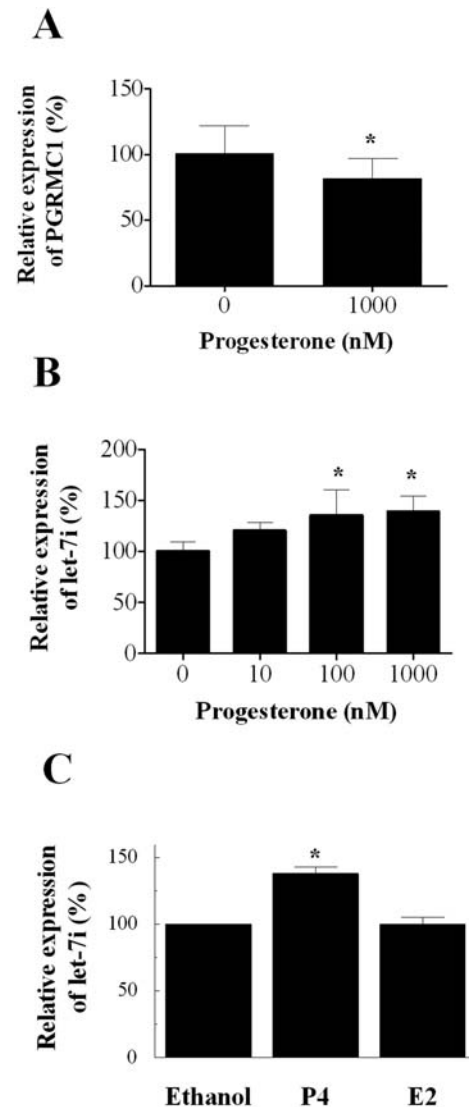 A
Relative expression
of PGRMC1 (%)
150
100
50
0
*
0 1000
Progesterone (nM)
B
Relative expression
of let-7i (%)
200
150
100
50
0
* *
0 10 100 1000
Progesterone (nM)
C
Relative expression
of let-7i (%)
150
100
50
0
*
Ethanol P4 E2